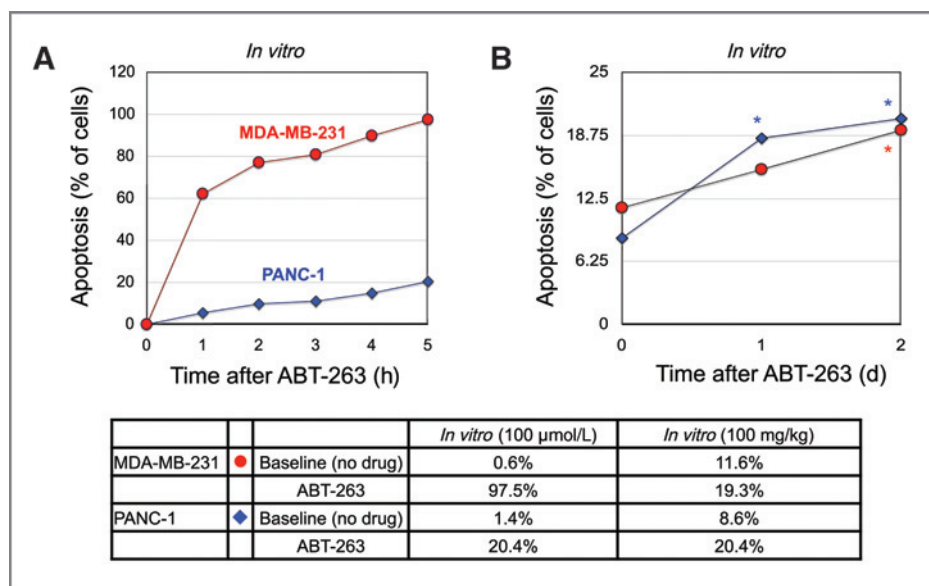 A
In vitro
120
100
80
60
40
20
0
Apoptosis (% of cells)
MDA-MB-231
PANC-1
0 1 2 3 4 5
Time after ABT-263 (h)
B
In vitro
25
18.75
12.5
6.25
0
Apoptosis (% of cells)
*
*
*
0 1 2
Time after ABT-263 (d)
In vitro (100 µmol/L) In vitro (100 mg/kg)
MDA-MB-231 Baseline (no drug) 0.6% 11.6%
ABT-263 97.5% 19.3%
PANC-1 Baseline (no drug) 1.4% 8.6%
ABT-263 20.4% 20.4%